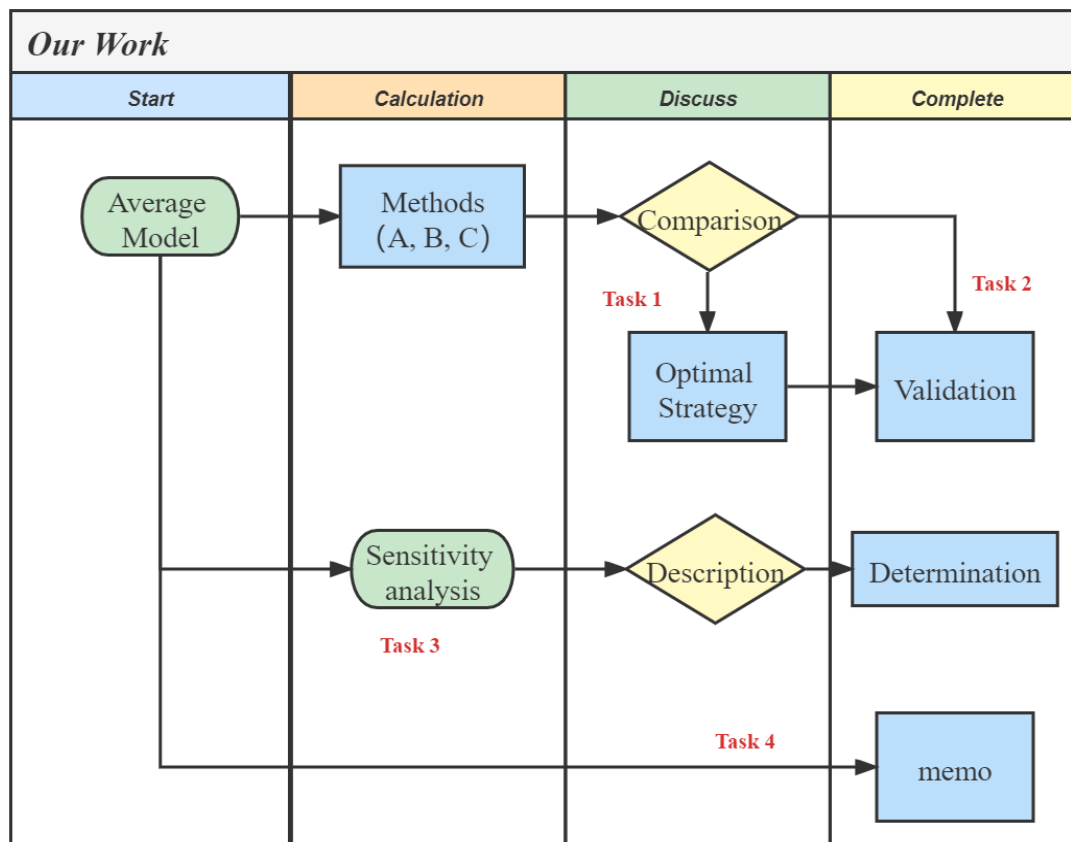 Our Work
Start
Calculation
Discuss
Complete
Average
Model
Methods
(A, B, C)
Comparison
Task 1
Task 2
Optimal
Strategy
Validation
Sensitivity
analysis
Description
Determination
Task 3
Task 4
memo